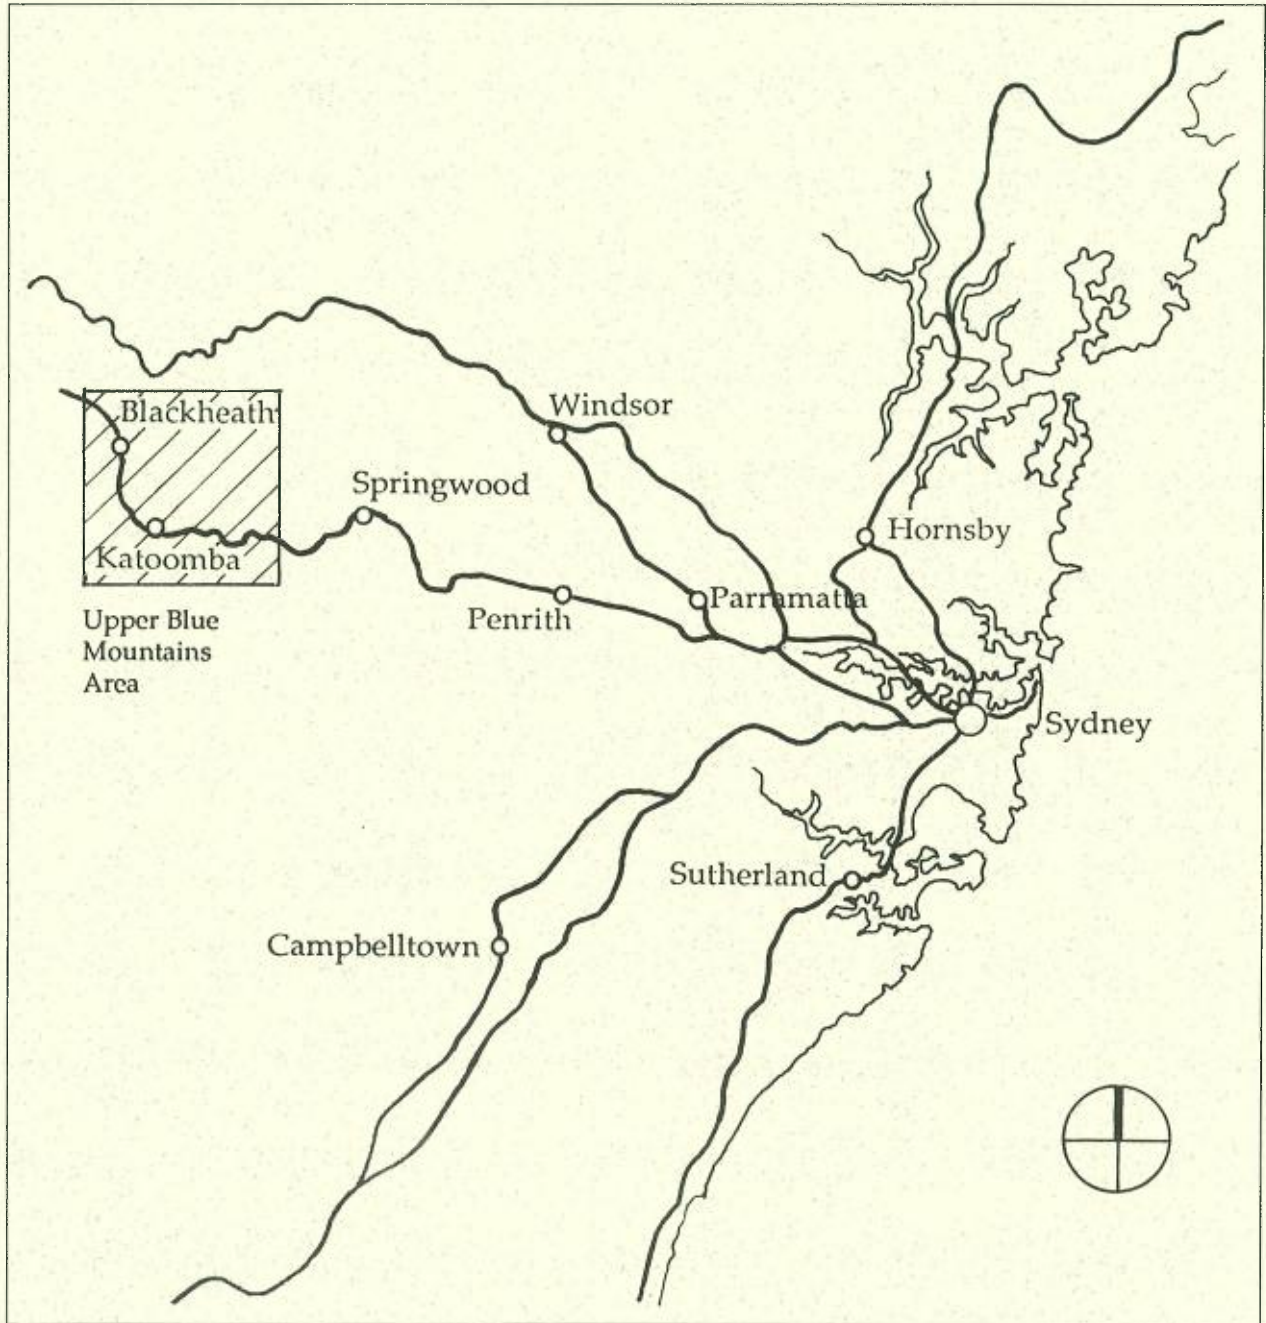 Blackheath
Windsor
Springwood
Hornsby
Katoomba
Penrith
Parramatta
Upper Blue
Mountains
Area
Sydney
Sutherland
Campbelltown